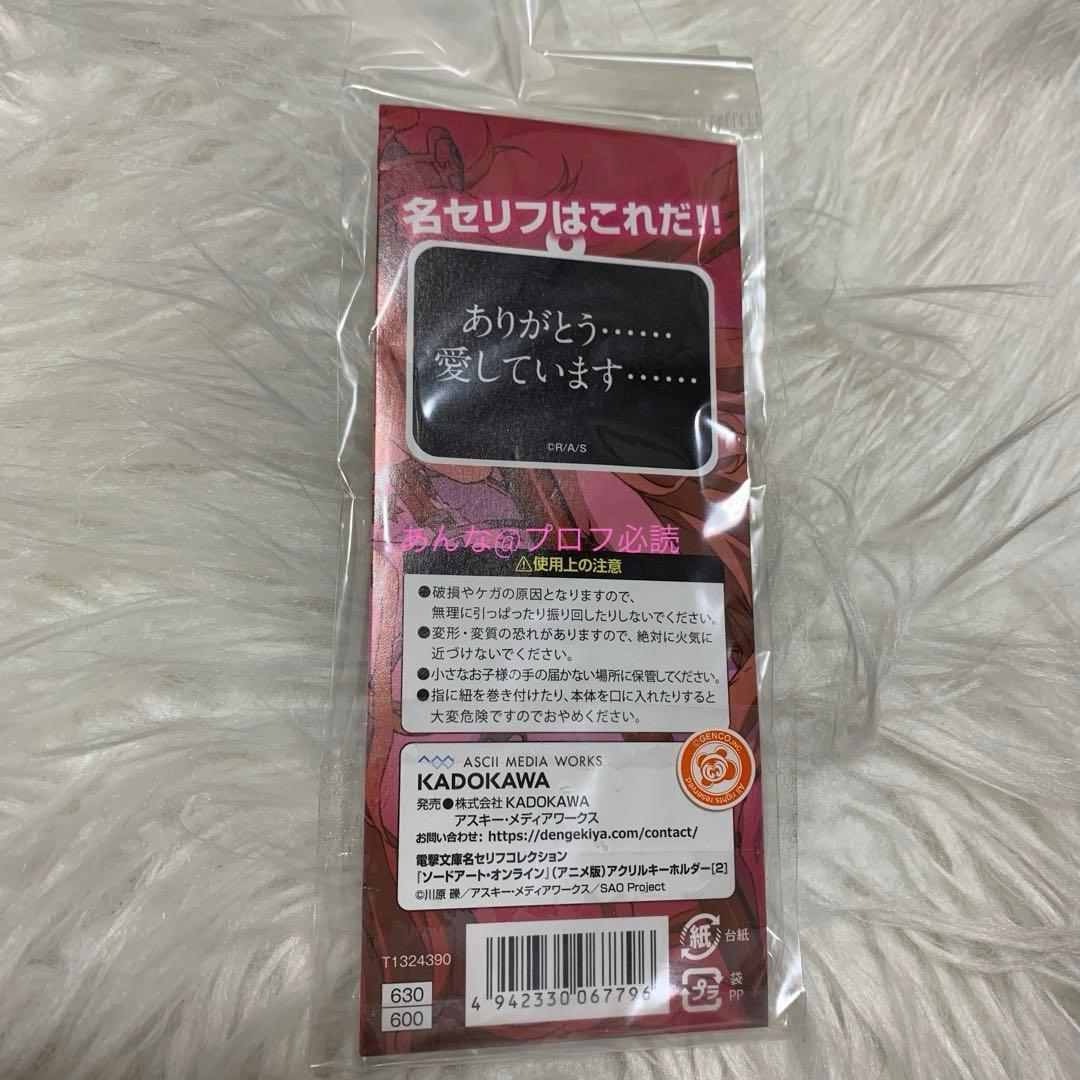 名セリフはこれだ!!
ありがとう……
愛しています……
©R/A/S
あんな@プロフ必読
⚠使用上の注意
●破損やケガの原因となりますので、
無理に引っぱったり振り回したりしないでください。
●変形・変質の恐れがありますので、絶対に火気に
近づけないでください。
●小さなお子様の手の届かない場所に保管してください。
●指に紐を巻き付けたり、本体を口に入れたりすると
大変危険ですのでおやめください。
ASCII MEDIA WORKS
KADOKAWA
発売●株式会社 KADOKAWA
アスキー・メディアワークス
お問い合わせ: https://dengekiya.com/contact/
電撃文庫名セリフコレクション
『ソードアート・オンライン』(アニメ版)アクリルキーホルダー[2]
©川原 礫/アスキー・メディアワークス/SAO Project
©GENCO,INC.
All rights reserved
T1324390
630
600
4 942330 067796
紙 台紙
プラ 袋
PP